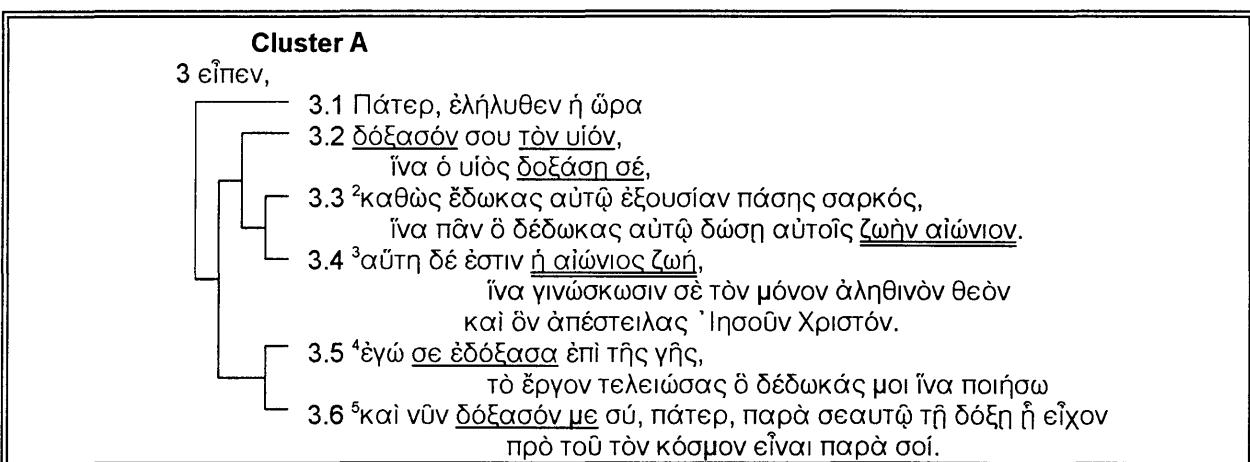 Cluster A
3 εἶπεν,
3.1 Πάτερ, ἐλήλυθεν ἡ ὥρα
3.2 δόξασόν σου τὸν υἱόν,
ἵνα ὁ υἱὸς δοξάσῃ σέ,
3.3 ²καθὼς ἔδωκας αὐτῷ ἐξουσίαν πάσης σαρκός,
ἵνα πᾶν ὃ δέδωκας αὐτῷ δώσῃ αὐτοῖς ζωὴν αἰώνιον.
3.4 ³αὕτη δέ ἐστιν ἡ αἰώνιος ζωή,
ἵνα γινώσκωσιν σὲ τὸν μόνον ἀληθινὸν θεὸν
καὶ ὃν ἀπέστειλας ᾿Ιησοῦν Χριστόν.
3.5 ⁴ἐγώ σε ἐδόξασα ἐπὶ τῆς γῆς,
τὸ ἔργον τελειώσας ὃ δέδωκάς μοι ἵνα ποιήσω
3.6 ⁵καὶ νῦν δόξασόν με σύ, πάτερ, παρὰ σεαυτῷ τῇ δόξῃ ᾗ εἶχον
πρὸ τοῦ τὸν κόσμον εἶναι παρὰ σοί.